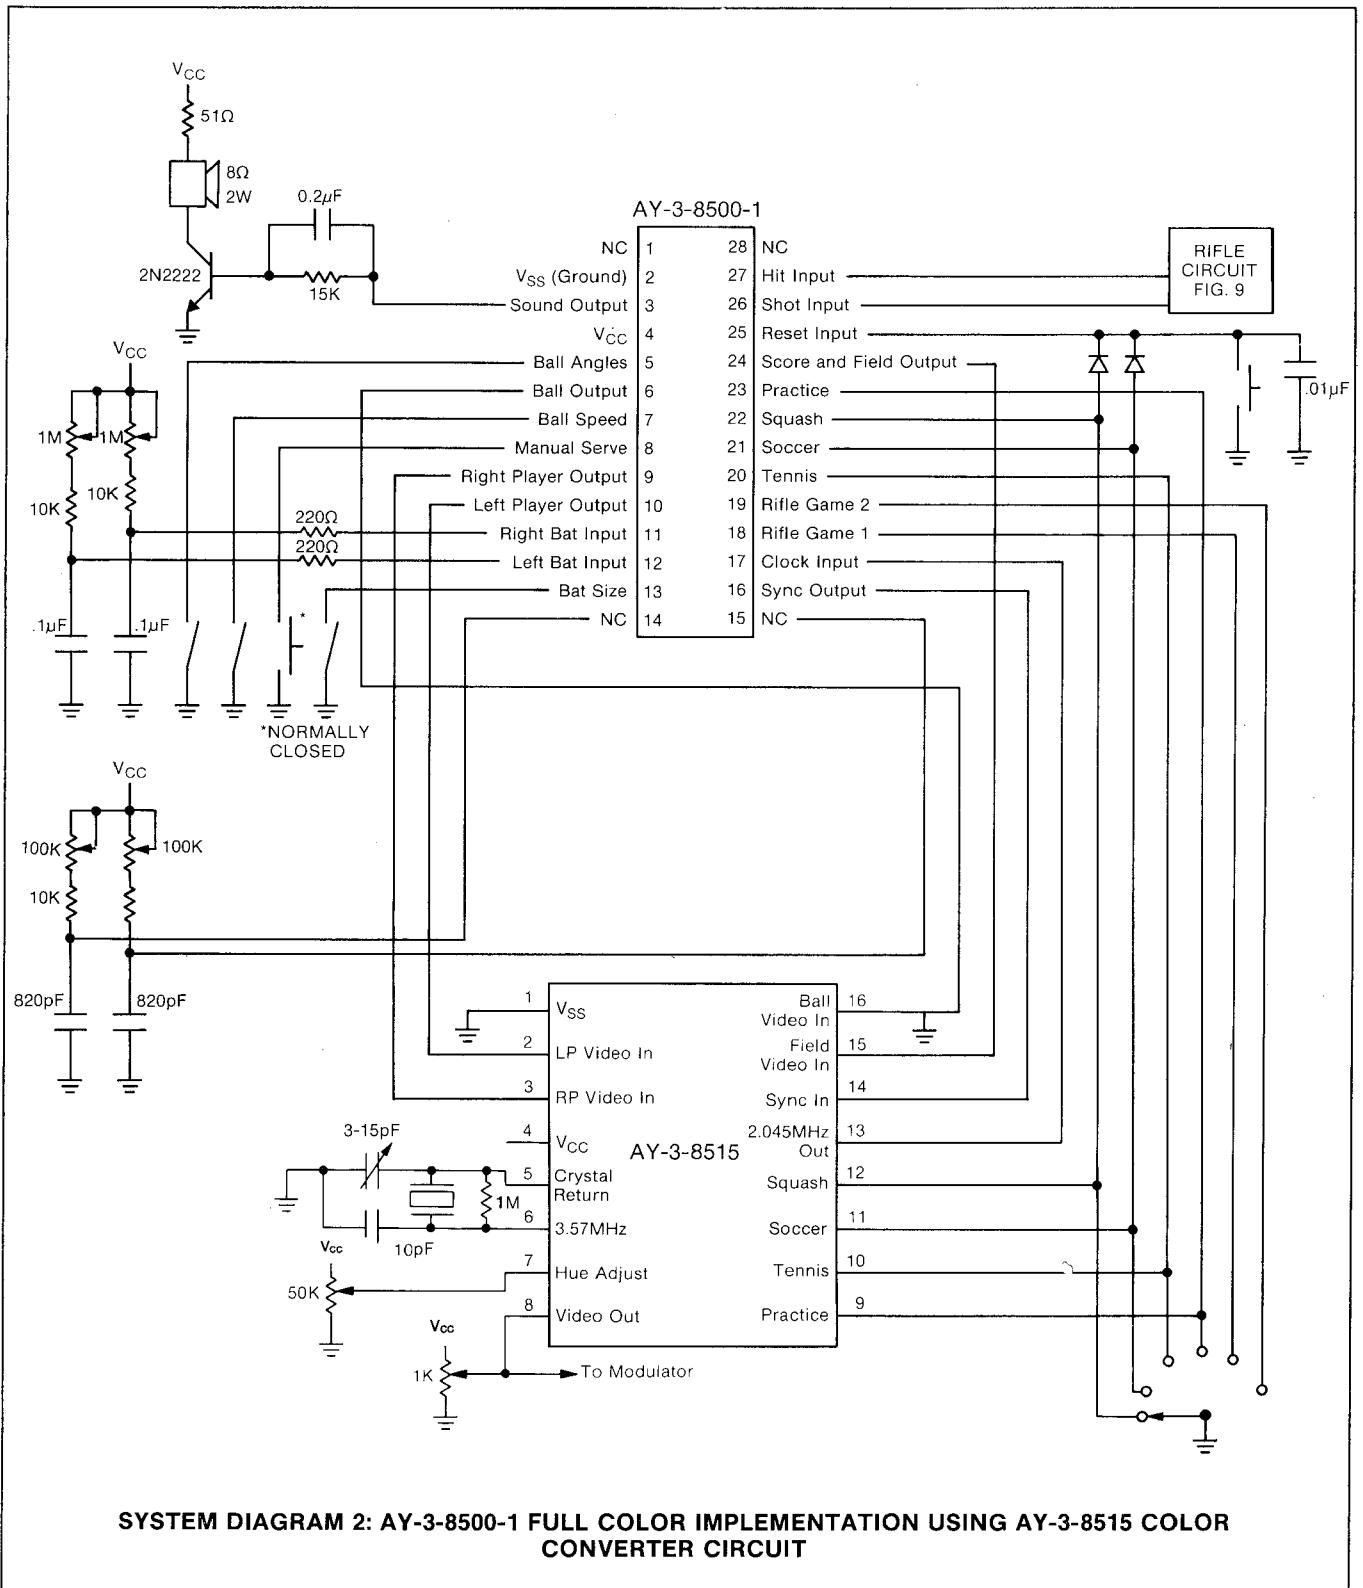 VCC
51Ω
8Ω
2W
0.2µF
2N2222
15K
VCC
1M
1M
10K
10K
220Ω
220Ω
.1µF
.1µF
*
*NORMALLY
CLOSED
AY-3-8500-1
NC 1
VSS (Ground) 2
Sound Output 3
VCC 4
Ball Angles 5
Ball Output 6
Ball Speed 7
Manual Serve 8
Right Player Output 9
Left Player Output 10
Right Bat Input 11
Left Bat Input 12
Bat Size 13
NC 14
28 NC
27 Hit Input
26 Shot Input
25 Reset Input
24 Score and Field Output
23 Practice
22 Squash
21 Soccer
20 Tennis
19 Rifle Game 2
18 Rifle Game 1
17 Clock Input
16 Sync Output
15 NC
RIFLE
CIRCUIT
FIG. 9
.01µF
VCC
100K
100K
10K
820pF
820pF
1 VSS
2 LP Video In
3 RP Video In
4 VCC
5 Crystal
Return
6 3.57MHz
7 Hue Adjust
8 Video Out
AY-3-8515
Ball 16
Video In
Field 15
Video In
Sync In 14
2.045MHz 13
Out
Squash 12
Soccer 11
Tennis 10
Practice 9
3-15pF
1M
10pF
Vcc
50K
Vcc
1K
To Modulator
SYSTEM DIAGRAM 2: AY-3-8500-1 FULL COLOR IMPLEMENTATION USING AY-3-8515 COLOR
CONVERTER CIRCUIT